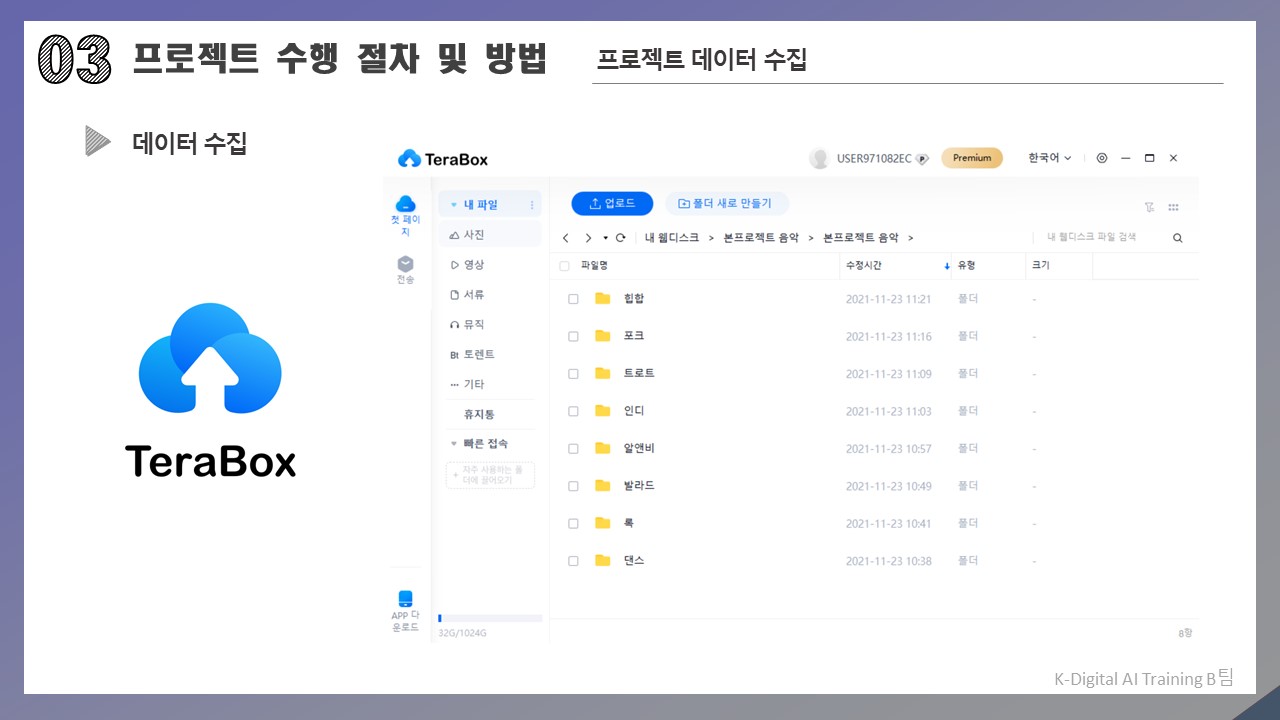 03 프로젝트 수행 절차 및 방법
프로젝트 데이터 수집
데이터 수집
TeraBox
TeraBox
USER971082EC P
Premium
한국어
첫 페이
지
전송
APP 다
운로드
내 파일
사진
영상
서류
뮤직
Bt 토렌트
기타
휴지통
빠른 접속
+ 자주 사용하는 폴
더에 끌어오기
32G/1024G
업로드
폴더 새로 만들기
내 웹디스크 > 본프로젝트 음악 > 본프로젝트 음악 >
내 웹디스크 파일 검색
파일명 수정시간 유형 크기
힙합 2021-11-23 11:21 폴더 -
포크 2021-11-23 11:16 폴더 -
트로트 2021-11-23 11:09 폴더 -
인디 2021-11-23 11:03 폴더 -
알앤비 2021-11-23 10:57 폴더 -
발라드 2021-11-23 10:49 폴더 -
록 2021-11-23 10:41 폴더 -
댄스 2021-11-23 10:38 폴더 -
8항
K-Digital AI Training B팀